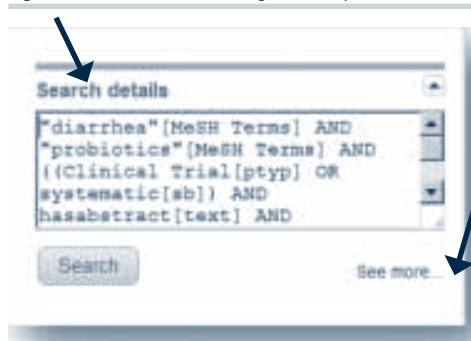 Search details
"diarrhea"[MeSH Terms] AND
"probiotics"[MeSH Terms] AND
((Clinical Trial[ptyp] OR
systematic[sb]) AND
hasabstract[text] AND
Search
See more...